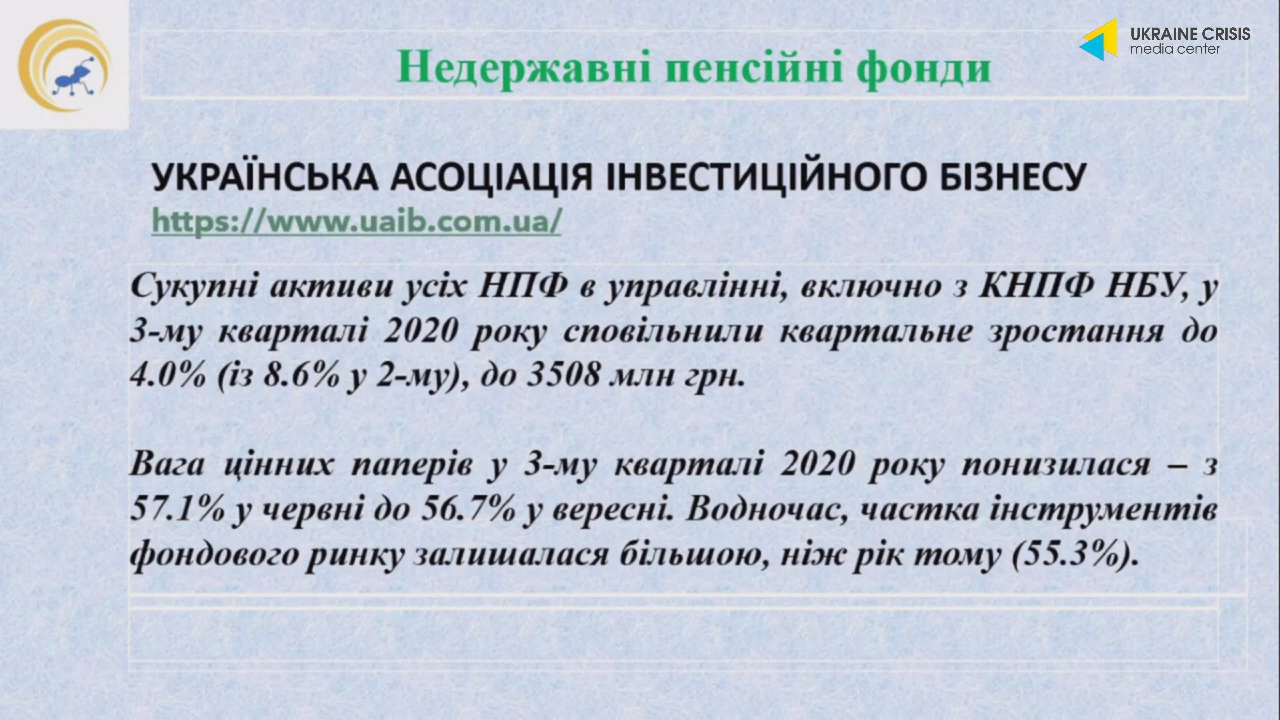 UKRAINE CRISIS
media center
Недержавні пенсійні фонди
УКРАЇНСЬКА АСОЦІАЦІЯ ІНВЕСТИЦІЙНОГО БІЗНЕСУ
https://www.uaib.com.ua/
Сукупні активи усіх НПФ в управлінні, включно з КНПФ НБУ, у
3-му кварталі 2020 року сповільнили квартальне зростання до
4.0% (із 8.6% у 2-му), до 3508 млн грн.
Вага цінних паперів у 3-му кварталі 2020 року понизилася – з
57.1% у червні до 56.7% у вересні. Водночас, частка інструментів
фондового ринку залишалася більшою, ніж рік тому (55.3%).